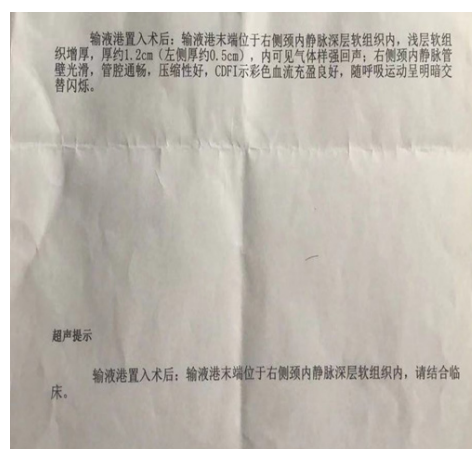 输液港置入术后：输液港末端位于右侧颈内静脉深层软组织内，浅层软组
织增厚，厚约1.2cm（左侧厚约0.5cm），内可见气体样强回声；右侧颈内静脉管
壁光滑，管腔通畅，压缩性好，CDFI示彩色血流充盈良好，随呼吸运动呈明暗交
替闪烁。
超声提示
输液港置入术后：输液港末端位于右侧颈内静脉深层软组织内，请结合临
床。